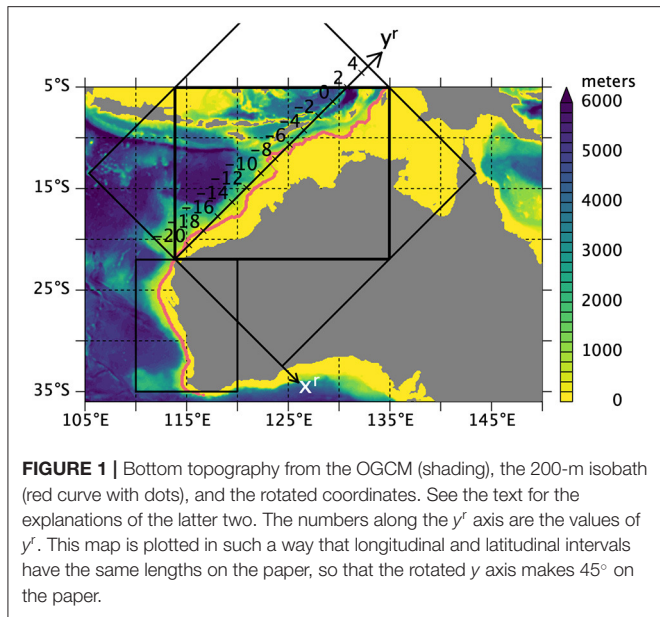 yʳ
4
2
0
−2
−4
−6
−8
−10
−12
−14
−16
−18
−20
5°S
15°S
25°S
35°S
105°E 115°E 125°E 135°E 145°E
xʳ
meters
6000
5000
4000
3000
2000
1000
0
FIGURE 1 | Bottom topography from the OGCM (shading), the 200-m isobath
(red curve with dots), and the rotated coordinates. See the text for the
explanations of the latter two. The numbers along the yʳ axis are the values of
yʳ. This map is plotted in such a way that longitudinal and latitudinal intervals
have the same lengths on the paper, so that the rotated y axis makes 45° on
the paper.